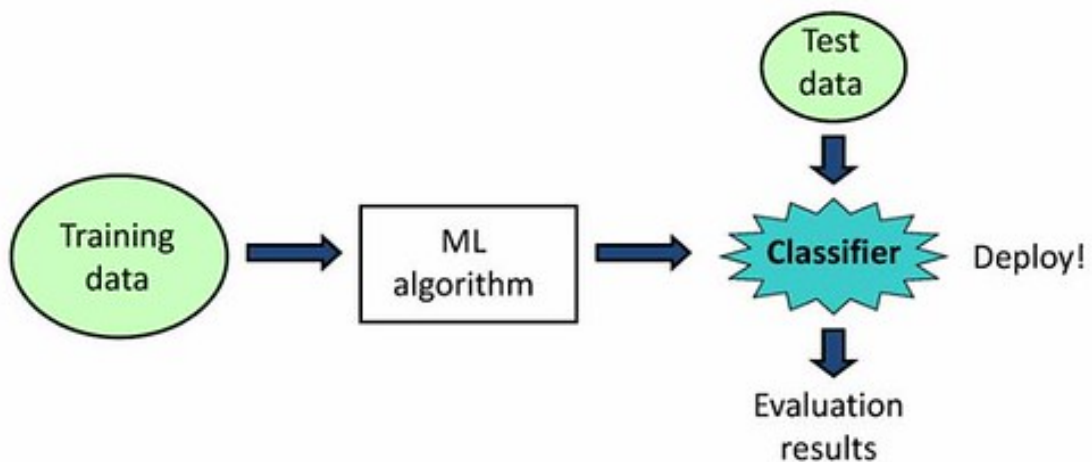 Test
data
Training
data
ML
algorithm
Classifier
Deploy!
Evaluation
results